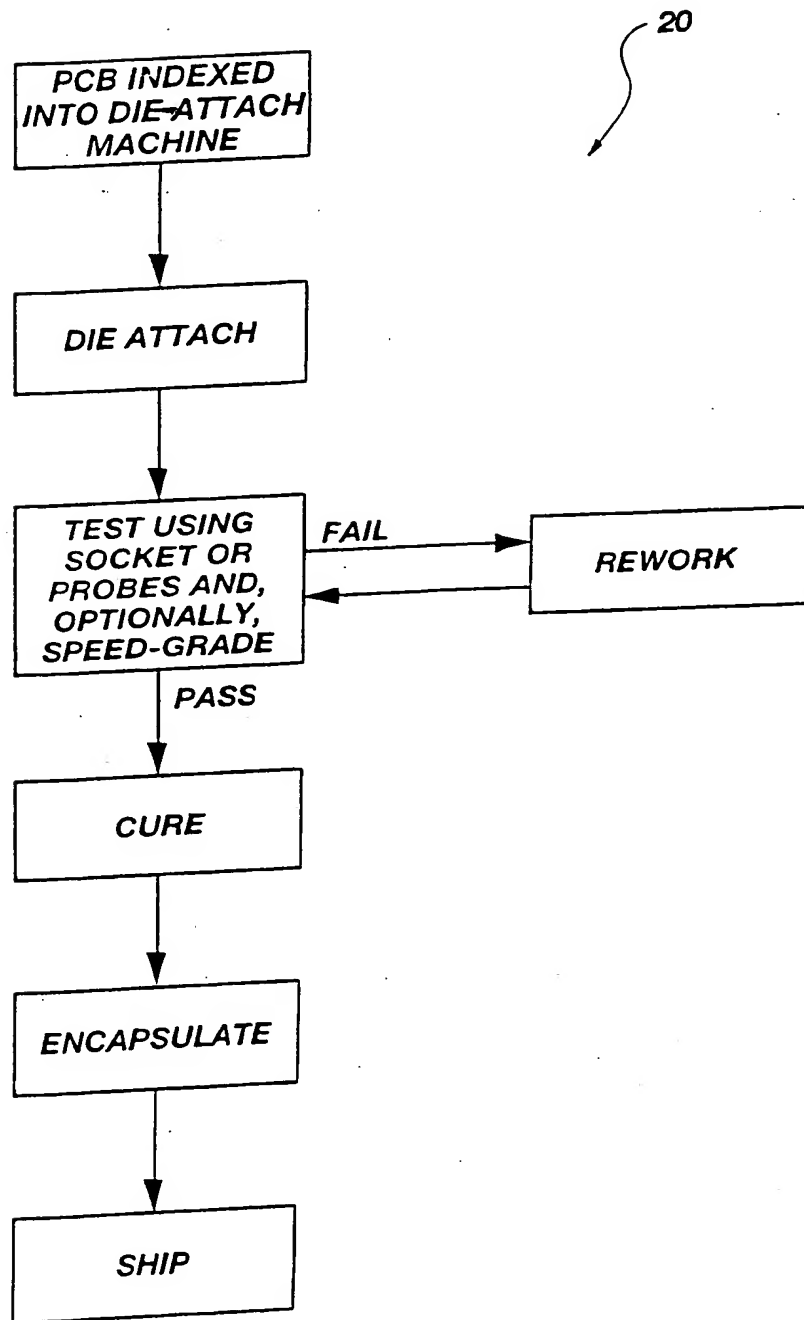 20
PCB INDEXED
INTO DIE-ATTACH
MACHINE
DIE ATTACH
TEST USING
SOCKET OR
PROBES AND,
OPTIONALLY,
SPEED-GRADE
FAIL
REWORK
PASS
CURE
ENCAPSULATE
SHIP